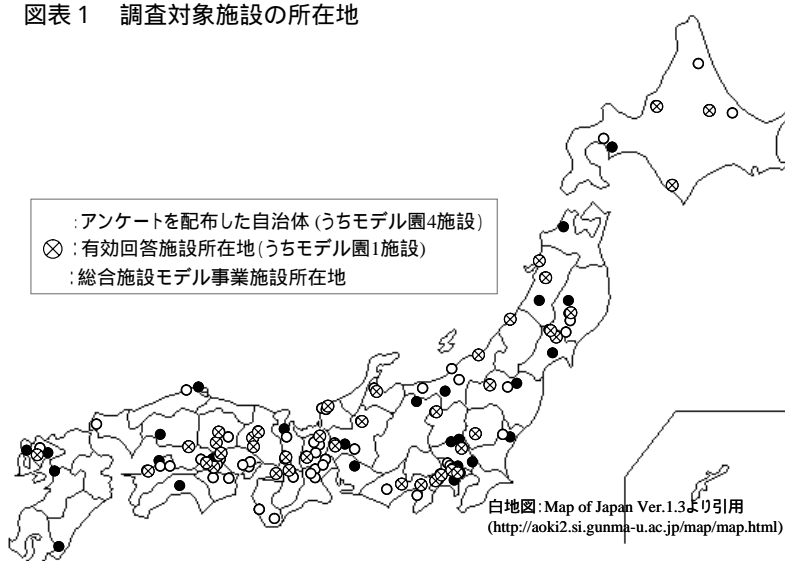 図表1 調査対象施設の所在地
:アンケートを配布した自治体(うちモデル園4施設)
⊗:有効回答施設所在地(うちモデル園1施設)
:総合施設モデル事業施設所在地
白地図:Map of Japan Ver.1.3より引用
(http://aoki2.si.gunma-u.ac.jp/map/map.html)